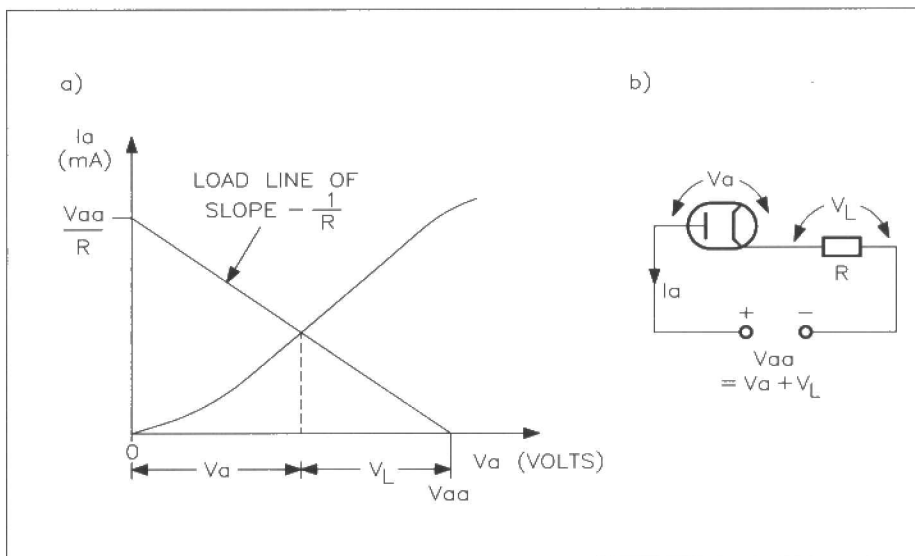 a)
Ia
(mA)
Vaa
R
LOAD LINE OF
SLOPE - 1
R
0
Va
VL
Va (VOLTS)
Vaa
b)
Va
VL
R
Ia
+ -
Vaa
= Va + VL